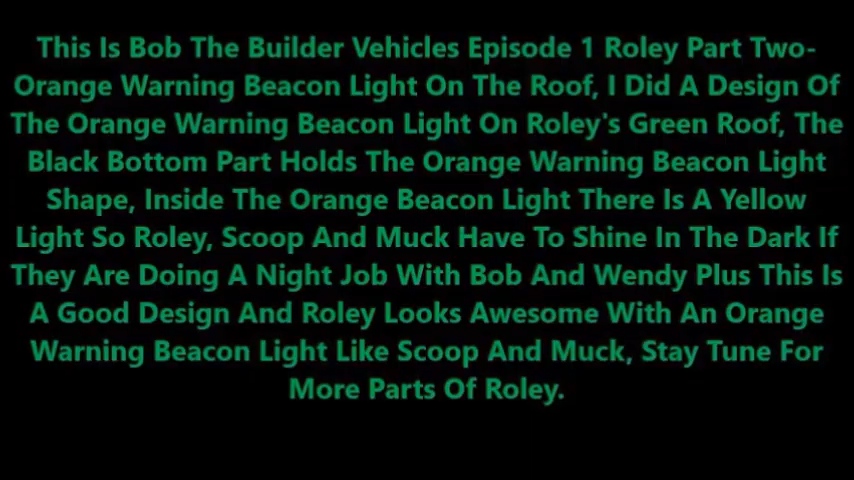 This Is Bob The Builder Vehicles Episode 1 Roley Part Two-
Orange Warning Beacon Light On The Roof, I Did A Design Of
The Orange Warning Beacon Light On Roley's Green Roof, The
Black Bottom Part Holds The Orange Warning Beacon Light
Shape, Inside The Orange Beacon Light There Is A Yellow
Light So Roley, Scoop And Muck Have To Shine In The Dark If
They Are Doing A Night Job With Bob And Wendy Plus This Is
A Good Design And Roley Looks Awesome With An Orange
Warning Beacon Light Like Scoop And Muck, Stay Tune For
More Parts Of Roley.